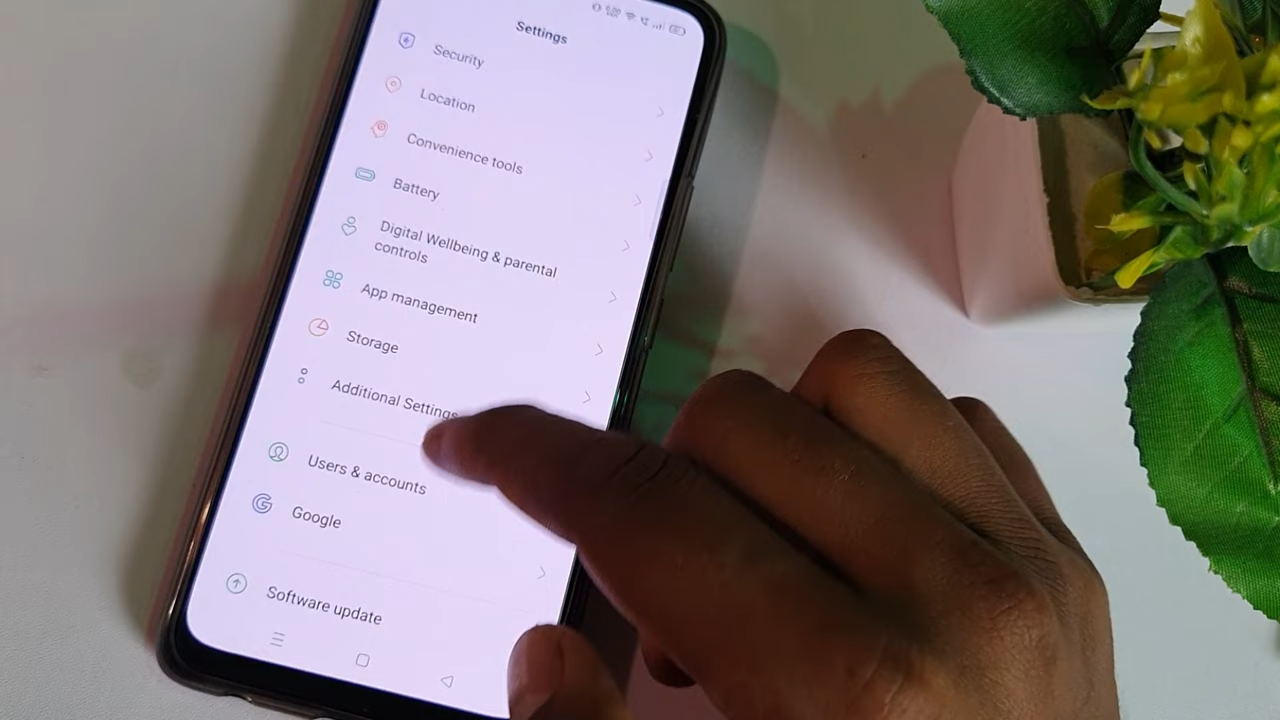 Settings
Security
Location
Convenience tools
Battery
Digital Wellbeing & parental
controls
App management
Storage
Additional Settings
Users & accounts
Google
Software update